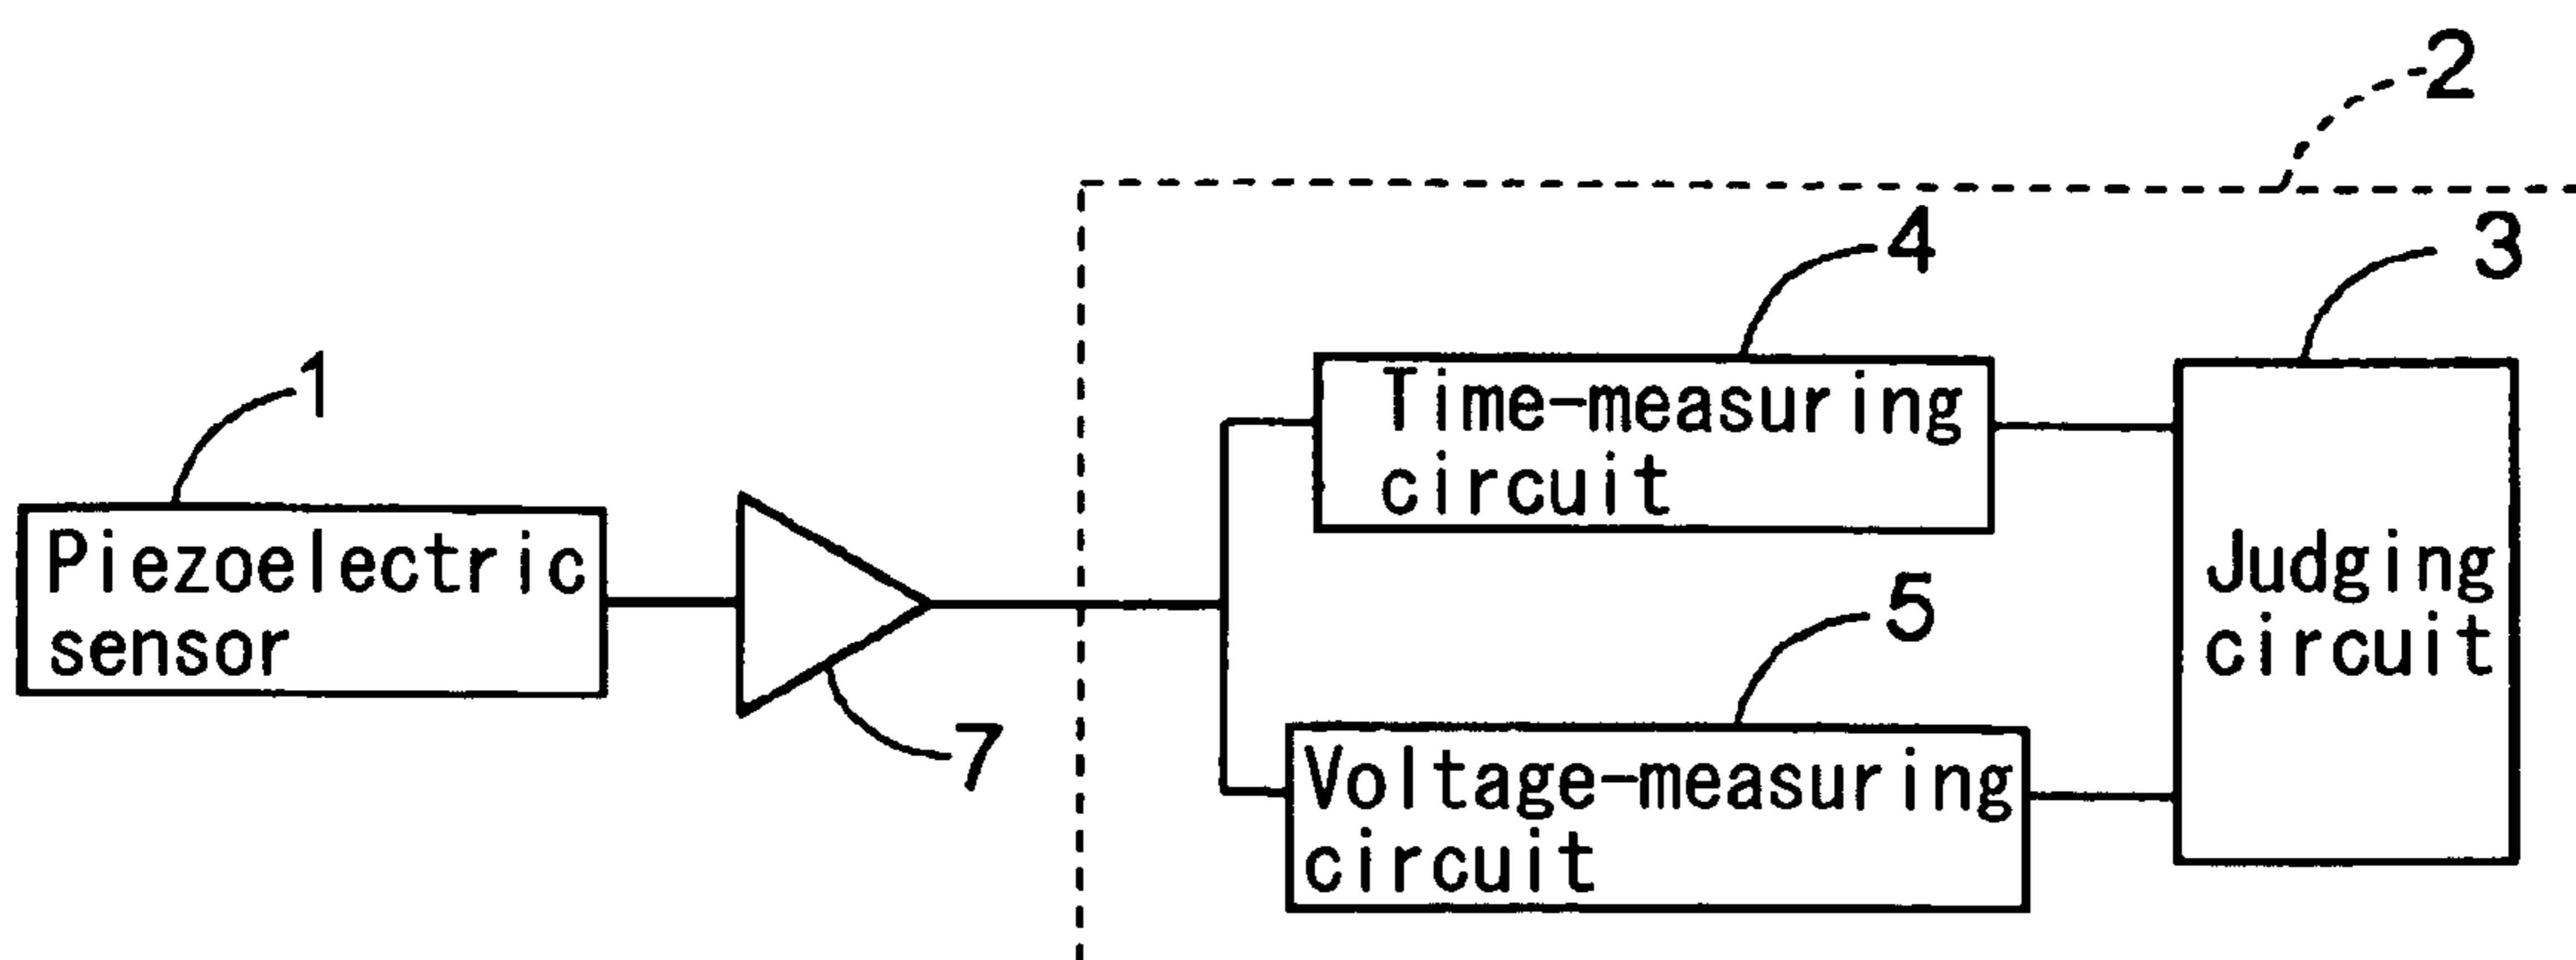 2
4
3
1
Time-measuring
circuit
Piezoelectric
sensor
Judging
circuit
5
7
Voltage-measuring
circuit